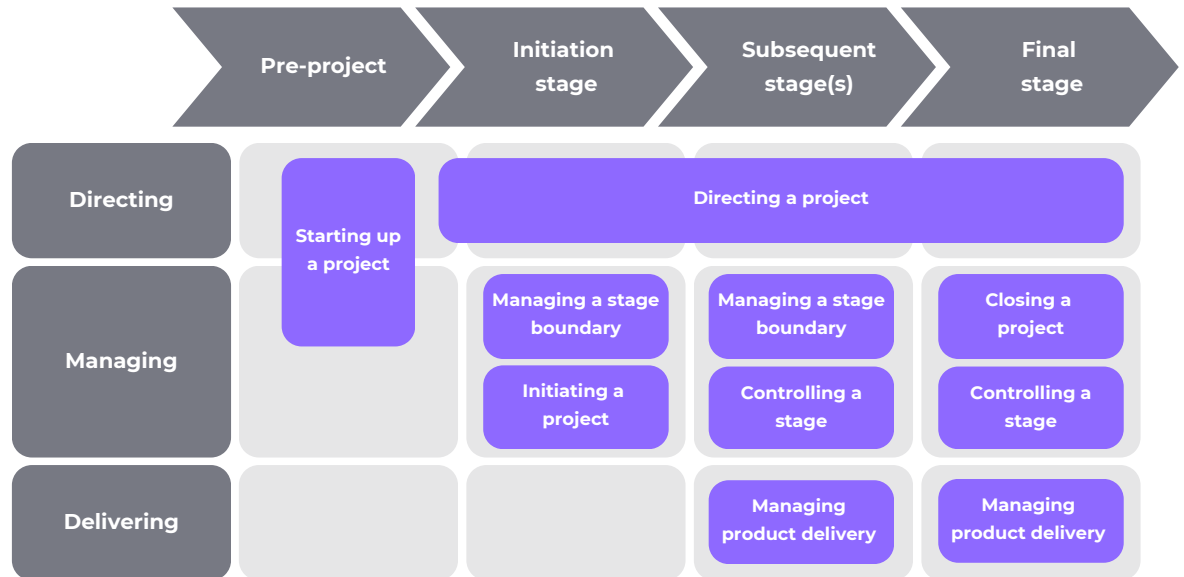 Pre-project
Initiation
stage
Subsequent
stage(s)
Final
stage
Directing
Starting up
a project
Directing a project
Managing
Managing a stage
boundary
Managing a stage
boundary
Closing a
project
Initiating a
project
Controlling a
stage
Controlling a
stage
Delivering
Managing
product delivery
Managing
product delivery